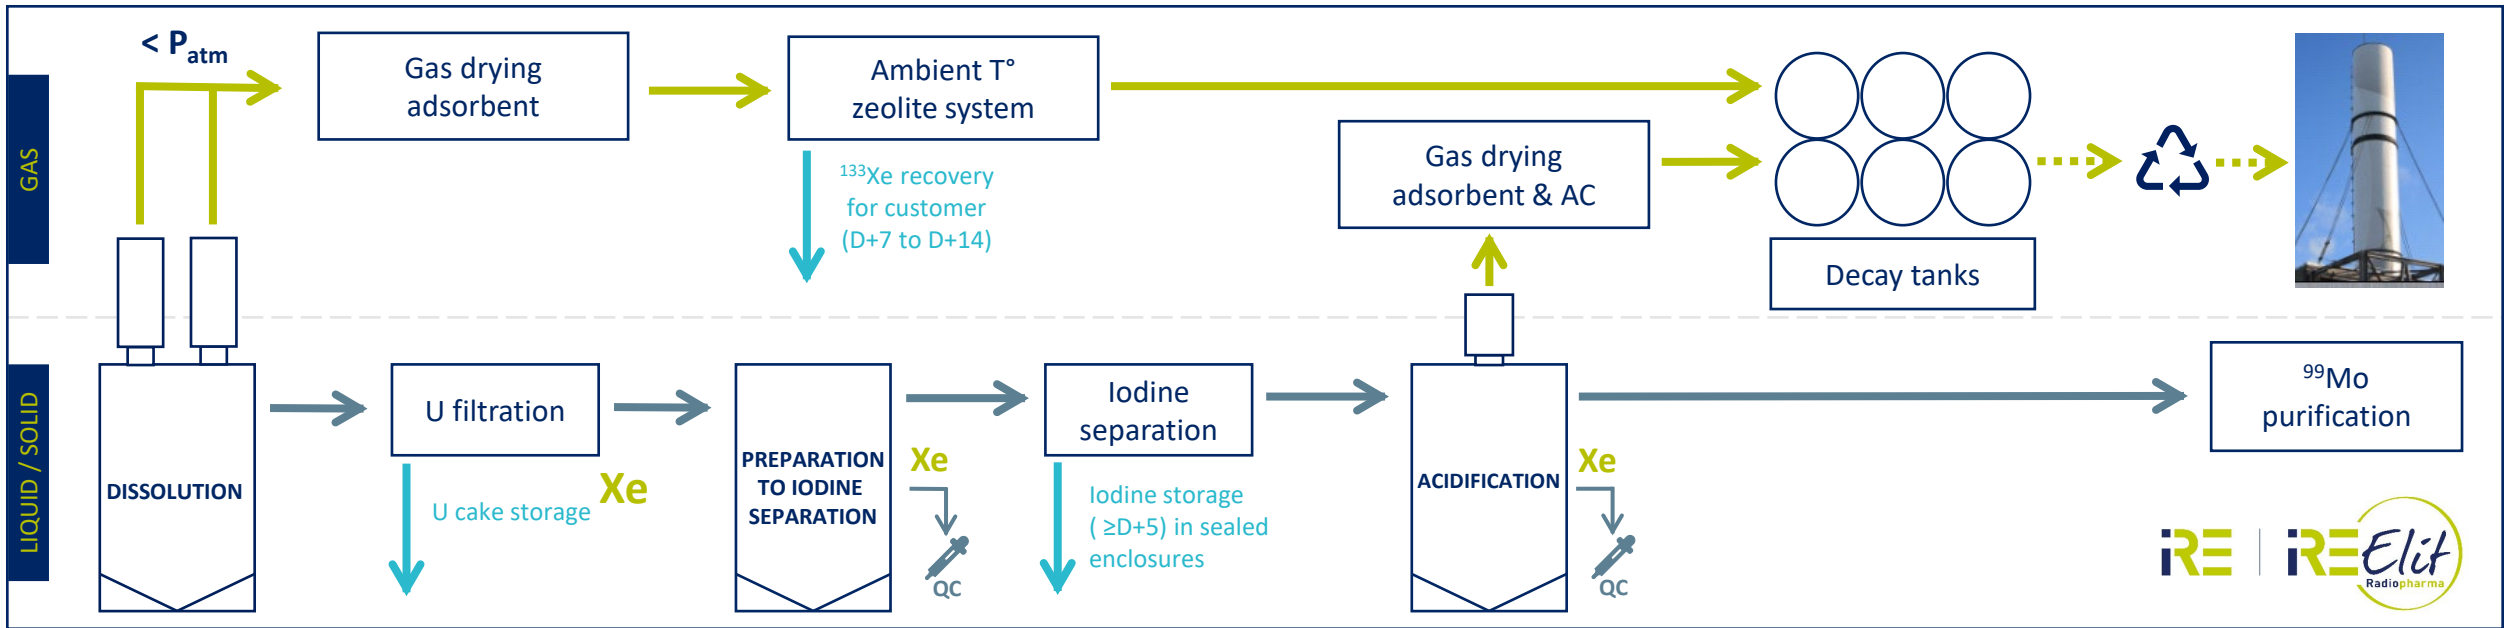 GAS
< Patm
Gas drying
adsorbent
Ambient T°
zeolite system
133Xe recovery
for customer
(D+7 to D+14)
Gas drying
adsorbent & AC
Decay tanks
LIQUID / SOLID
DISSOLUTION
U filtration
U cake storage
Xe
PREPARATION
TO IODINE
SEPARATION
Xe
QC
Iodine
separation
Iodine storage
( ≥D+5) in sealed
enclosures
ACIDIFICATION
Xe
QC
99Mo
purification
iRE
iRE Elit
Radiopharma